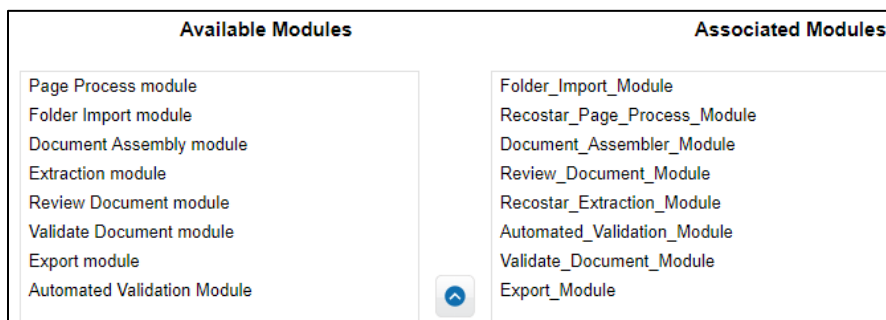 Available Modules
Associated Modules
Page Process module
Folder Import module
Document Assembly module
Extraction module
Review Document module
Validate Document module
Export module
Automated Validation Module
Folder_Import_Module
Recostar_Page_Process_Module
Document_Assembler_Module
Review_Document_Module
Recostar_Extraction_Module
Automated_Validation_Module
Validate_Document_Module
Export_Module